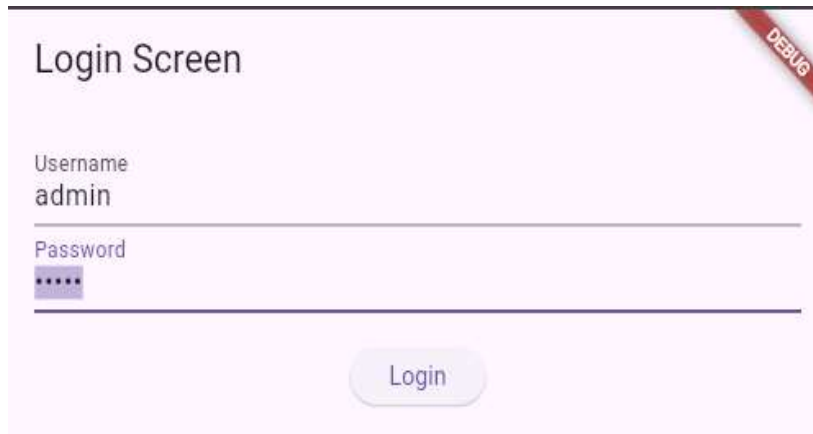 Login Screen
DEBUG
Username
admin
Password
•••••
Login